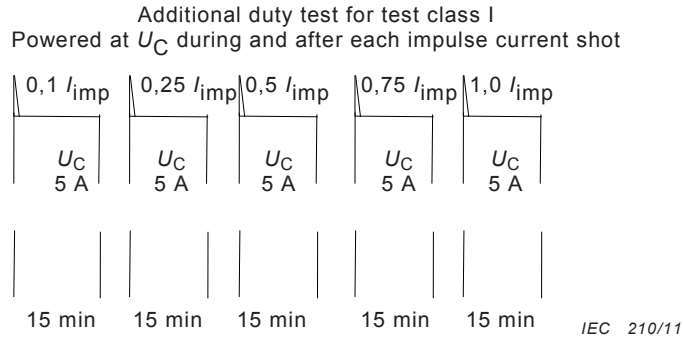 Additional duty test for test class I
Powered at UC during and after each impulse current shot
0,1 Iimp 0,25 Iimp 0,5 Iimp 0,75 Iimp 1,0 Iimp
UC UC UC UC UC
5 A 5 A 5 A 5 A 5 A
15 min 15 min 15 min 15 min 15 min
IEC 210/11